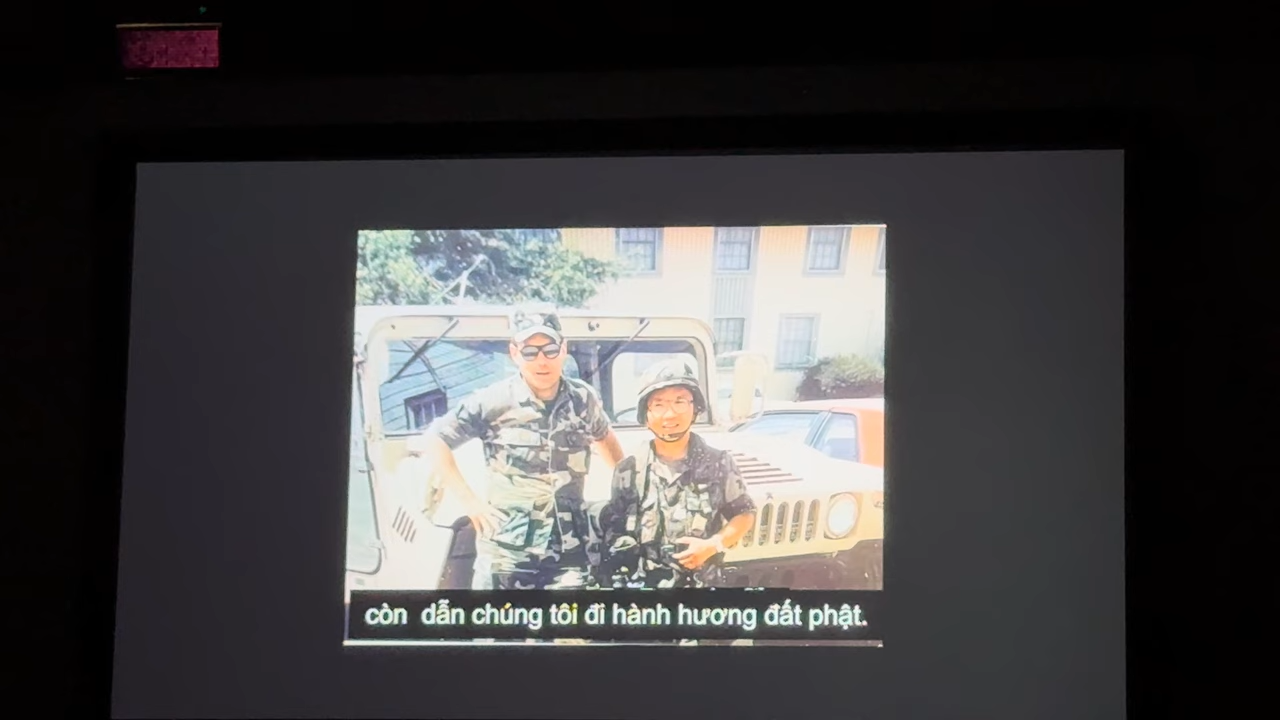 còn dẫn chúng tôi đi hành hương đất phật.